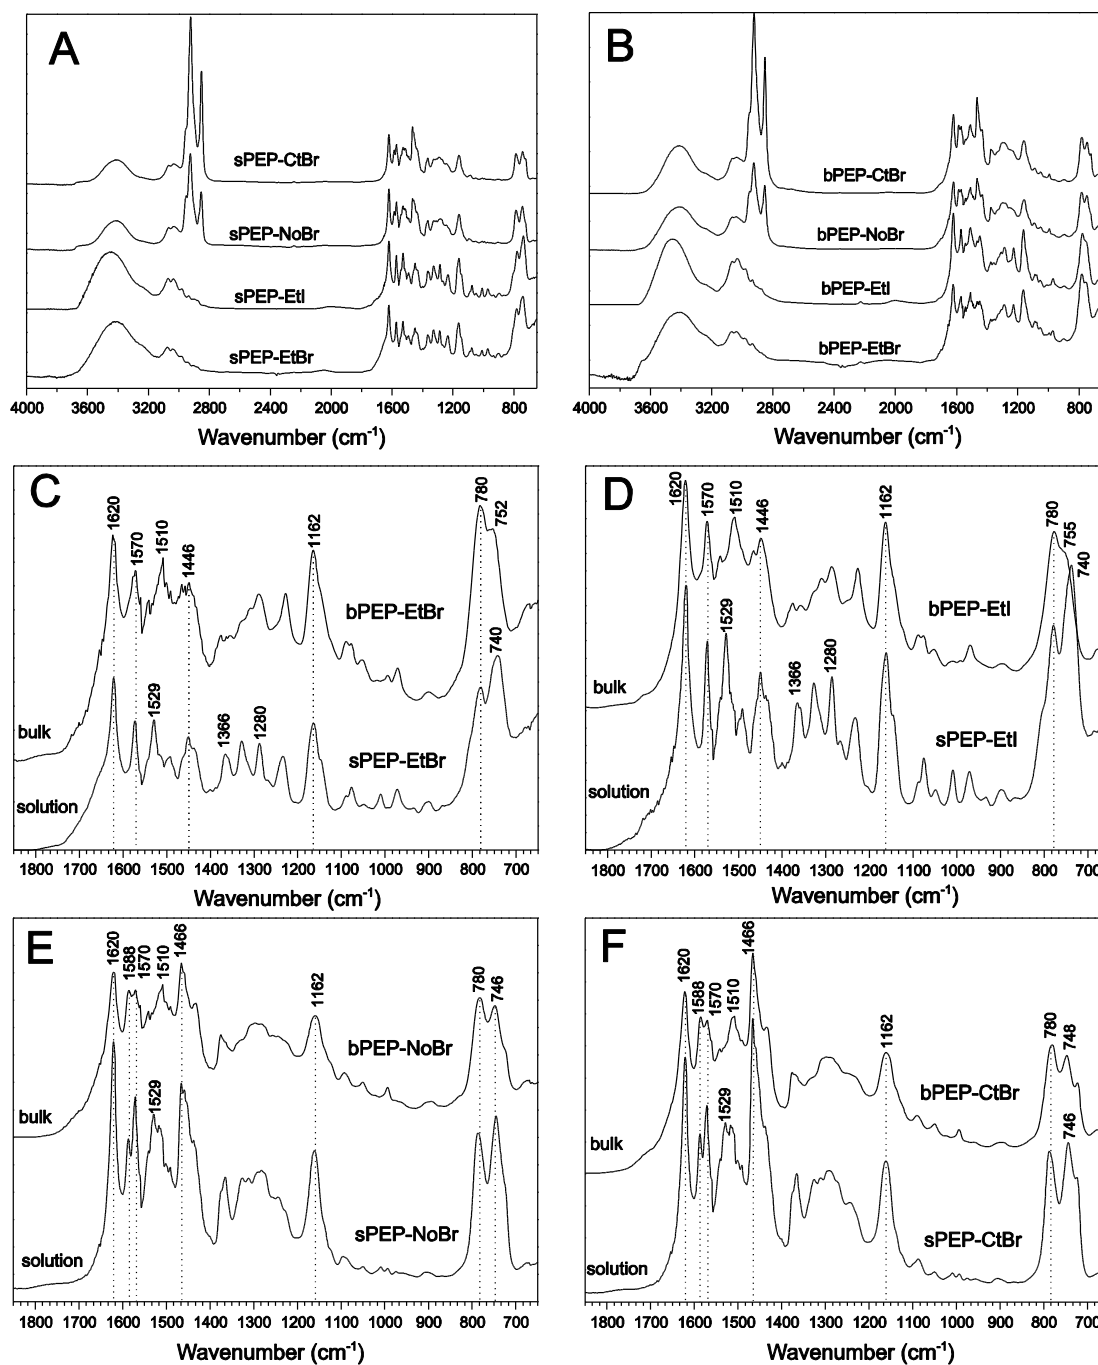 A
sPEP-CtBr
sPEP-NoBr
sPEP-EtI
sPEP-EtBr
4000 3600 3200 2800 2400 2000 1600 1200 800
Wavenumber (cm-1)
B
bPEP-CtBr
bPEP-NoBr
bPEP-EtI
bPEP-EtBr
4000 3600 3200 2800 2400 2000 1600 1200 800
Wavenumber (cm-1)
C
1620
1570
1510
1446
1162
780
752
bPEP-EtBr
bulk
1529
1366
1280
740
sPEP-EtBr
solution
1800 1700 1600 1500 1400 1300 1200 1100 1000 900 800 700
Wavenumber (cm-1)
D
1620
1570
1510
1446
1162
780
755
740
bPEP-EtI
bulk
1529
1366
1280
sPEP-EtI
solution
1800 1700 1600 1500 1400 1300 1200 1100 1000 900 800 700
Wavenumber (cm-1)
E
1620
1588
1570
1510
1466
1162
780
746
bPEP-NoBr
bulk
1529
sPEP-NoBr
solution
1800 1700 1600 1500 1400 1300 1200 1100 1000 900 800 700
Wavenumber (cm-1)
F
1620
1588
1570
1510
1466
1162
780
748
bPEP-CtBr
bulk
1529
746
sPEP-CtBr
solution
1800 1700 1600 1500 1400 1300 1200 1100 1000 900 800 700
Wavenumber (cm-1)